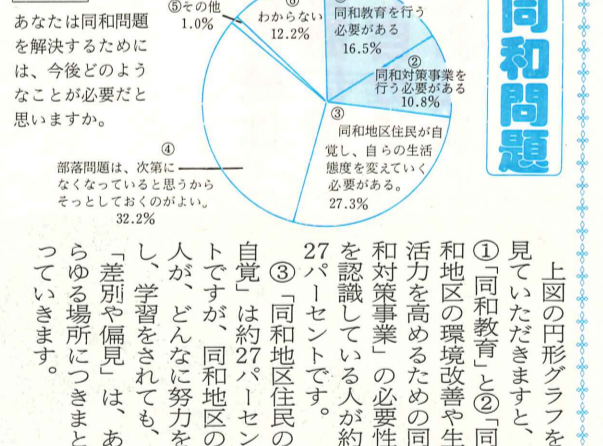 同和問題
あなたは同和問題
を解決するために
は、今後どのよう
なことが必要だと
思いますか。
同和教育を行う
必要がある
16.5%
②
同和対策事業を
行う必要がある
10.8%
③
同和地区住民が自
覚し、自らの生活
態度を変えていく
必要がある。
27.3%
④
部落問題は、次第に
なくなっていると思うから
そっとしておくのがよい。
32.2%
⑤その他
1.0%
わからない
12.2%
上図の円形グラフを
見ていただきますと、
①「同和教育」と②「同
和地区の環境改善や生
活力を高めるための同
和対策事業」の必要性
を認識している人が約
27パーセントです。
③「同和地区住民の
自覚」は約27パーセン
トですが、同和地区の
人が、どんなに努力を
し、学習をされても、
「差別や偏見」は、あ
らゆる場所につきまと
っていきます。